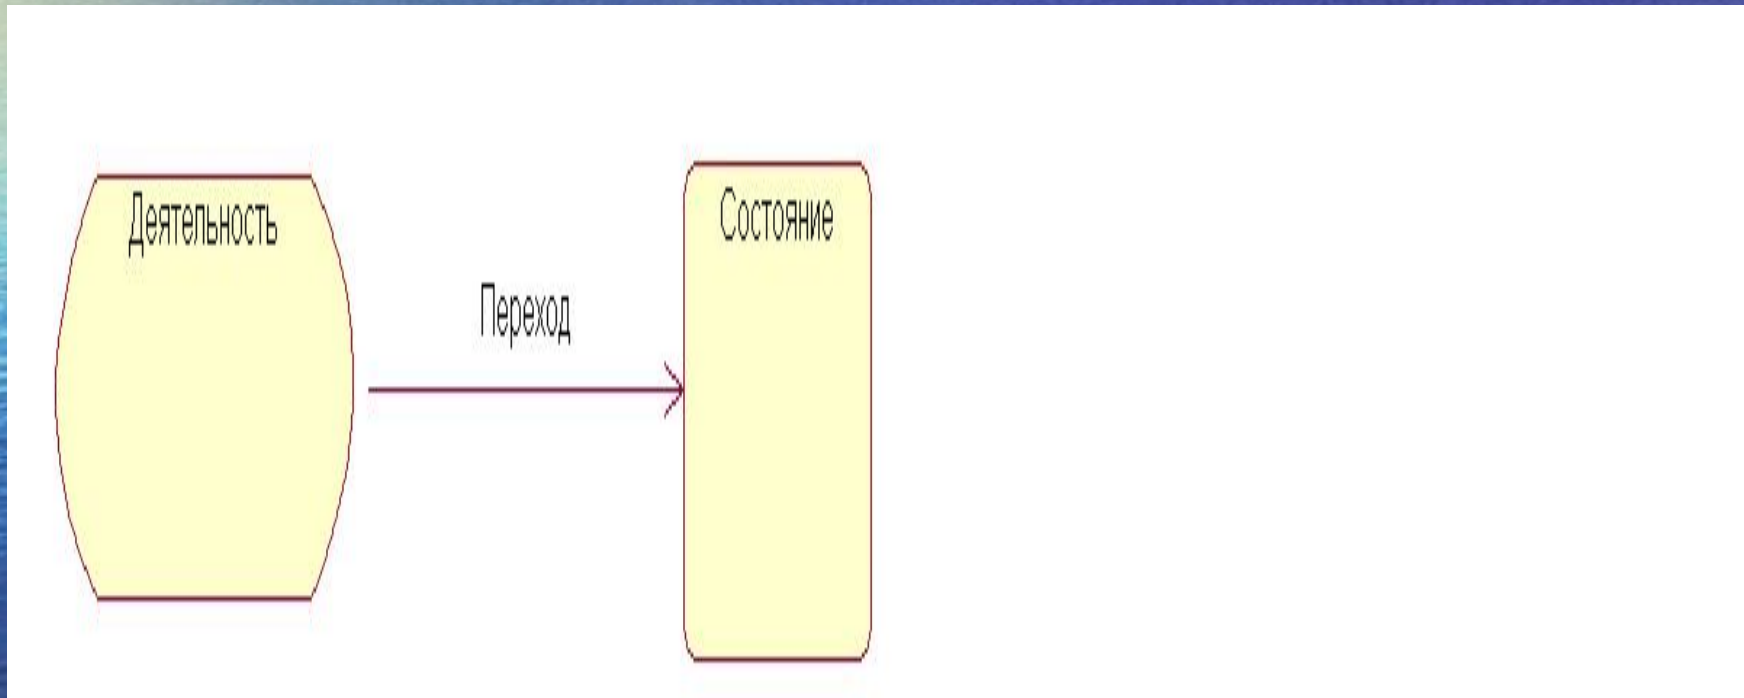 Деятельность
Переход
Состояние